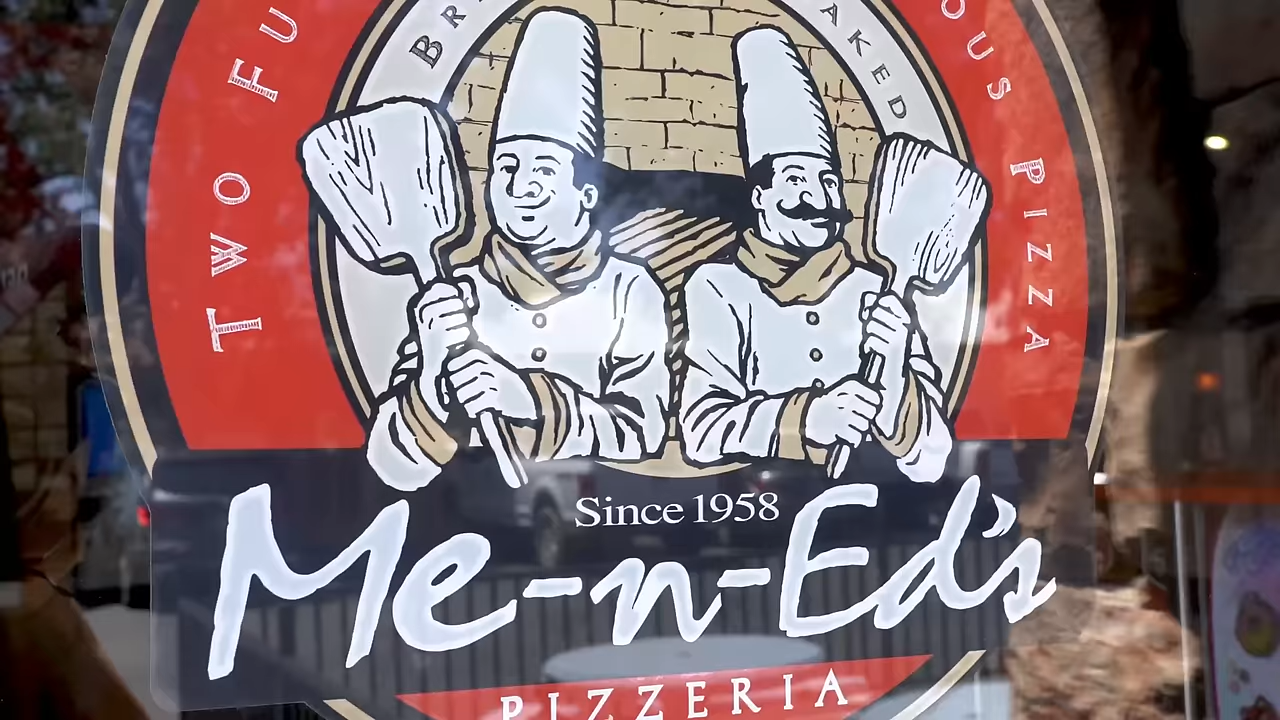 TWO FU
OUS PIZZA
BR
AKED
Since 1958
Me-n-Ed's
PIZZERIA